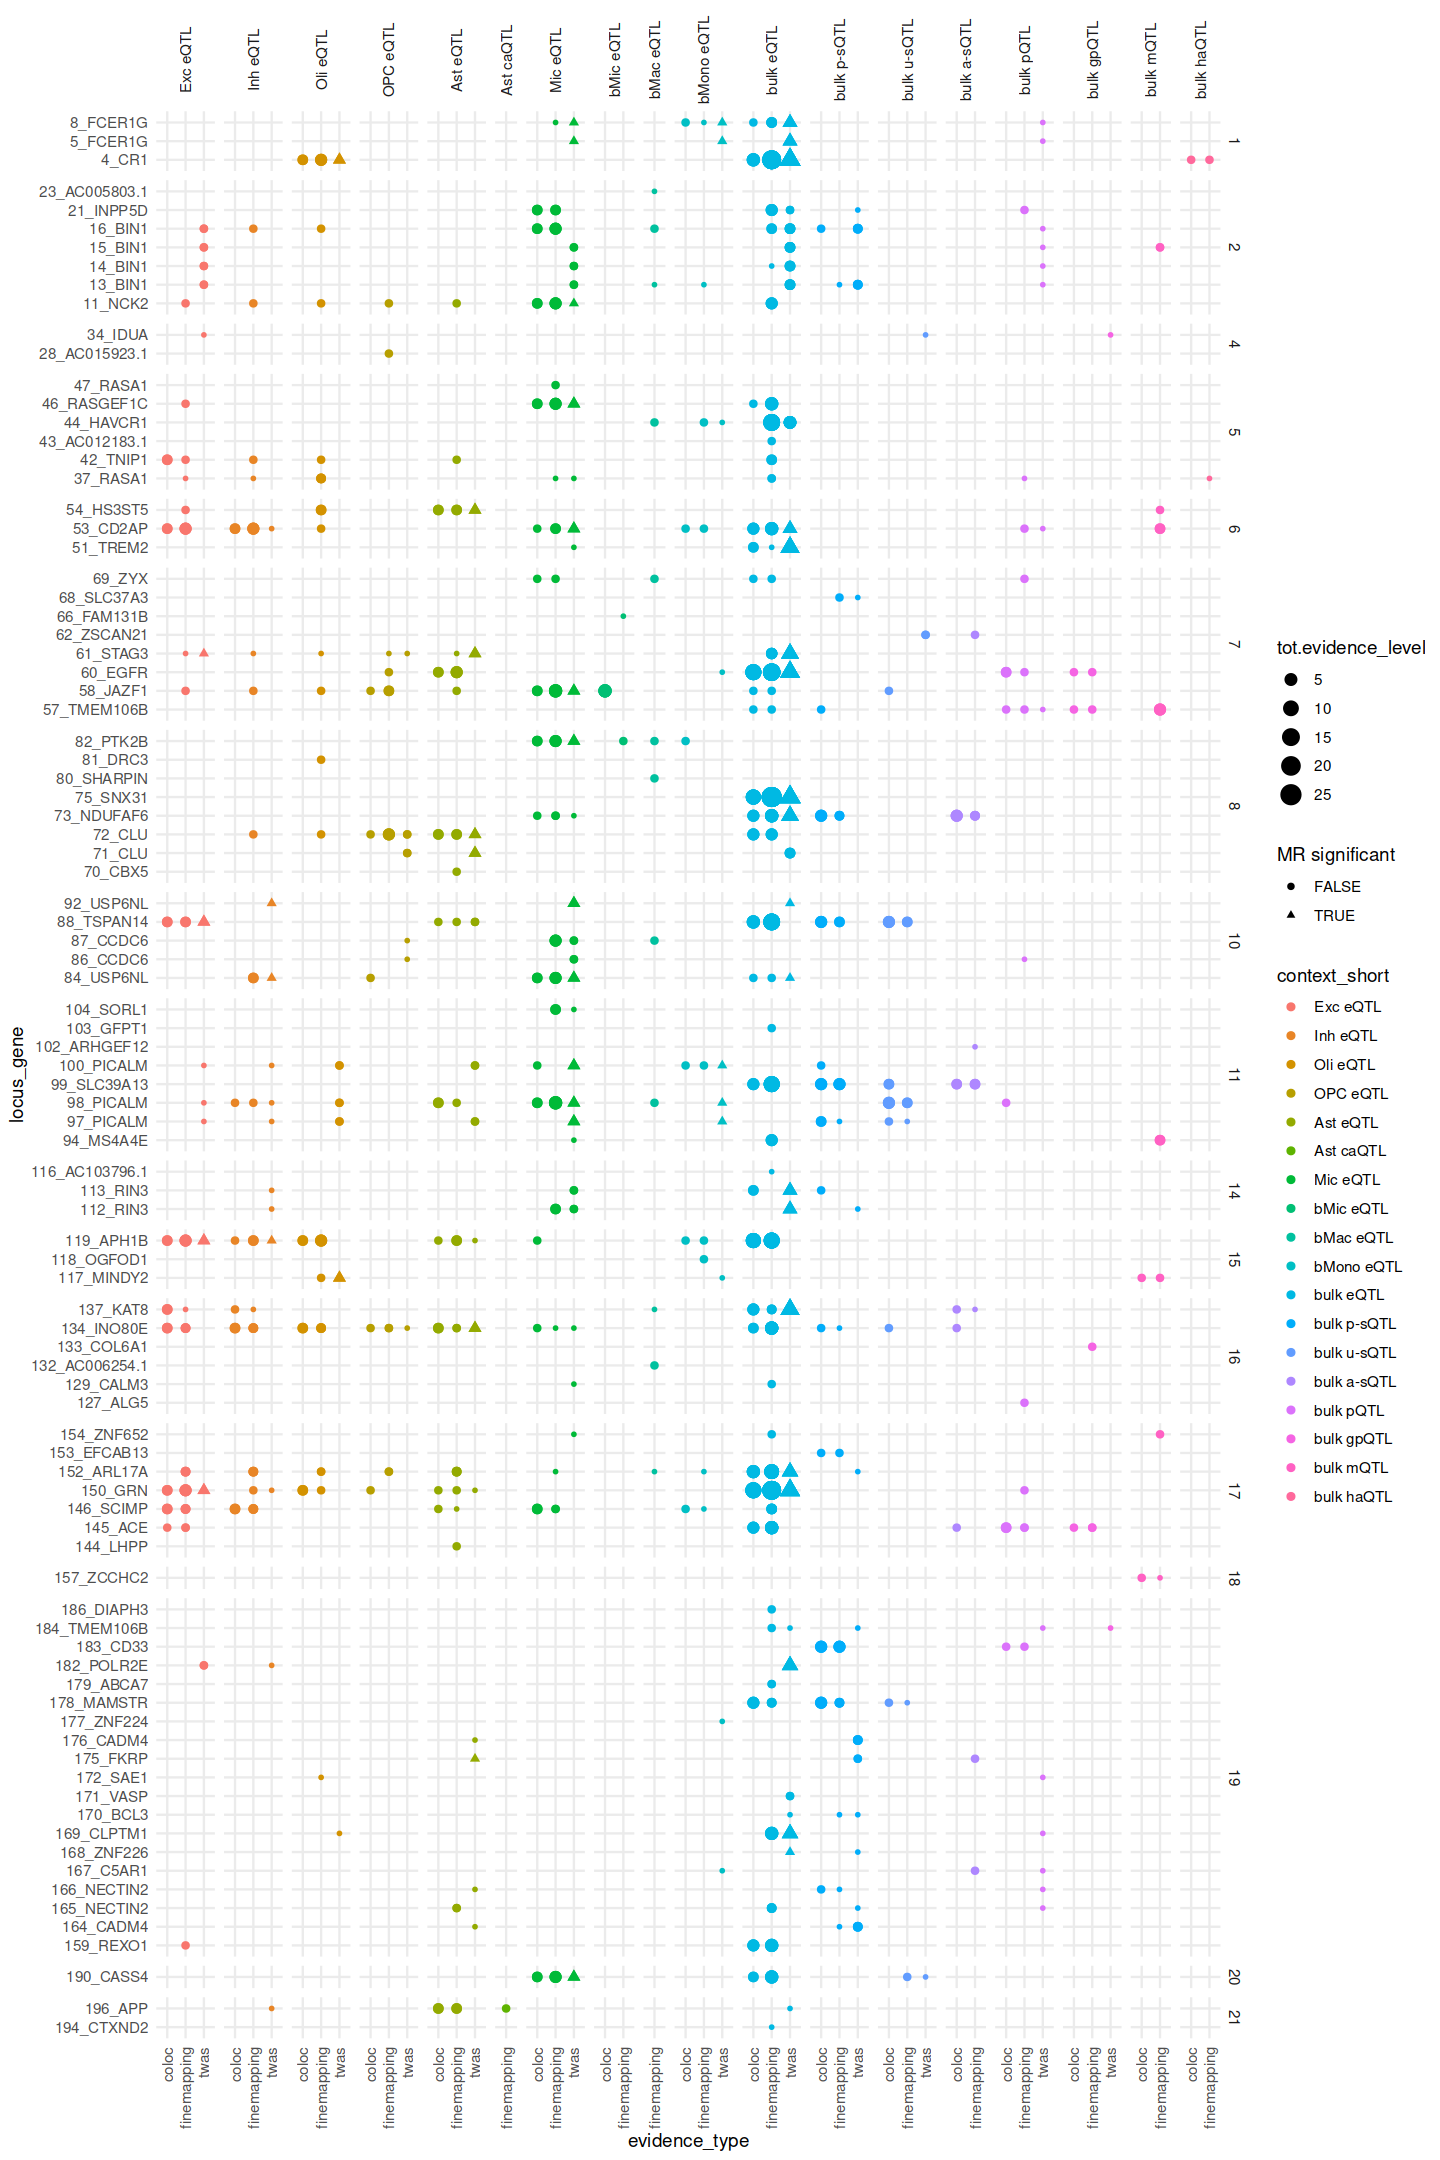 Exc eQTL
Inh eQTL
Oli eQTL
OPC eQTL
Ast eQTL
Ast caQTL
Mic eQTL
bMic eQTL
bMac eQTL
bMono eQTL
bulk eQTL
bulk p-sQTL
bulk u-sQTL
bulk a-sQTL
bulk pQTL
bulk gpQTL
bulk mQTL
bulk haQTL
locus_gene
8_FCER1G
5_FCER1G
4_CR1
1
23_AC005803.1
21_INPP5D
16_BIN1
15_BIN1
14_BIN1
13_BIN1
11_NCK2
2
34_IDUA
28_AC015923.1
4
47_RASA1
46_RASGEF1C
44_HAVCR1
43_AC012183.1
42_TNIP1
37_RASA1
5
54_HS3ST5
53_CD2AP
51_TREM2
6
69_ZYX
68_SLC37A3
66_FAM131B
62_ZSCAN21
61_STAG3
60_EGFR
58_JAZF1
57_TMEM106B
7
82_PTK2B
81_DRC3
80_SHARPIN
75_SNX31
73_NDUFAF6
72_CLU
71_CLU
70_CBX5
8
92_USP6NL
88_TSPAN14
87_CCDC6
86_CCDC6
84_USP6NL
10
104_SORL1
103_GFPT1
102_ARHGEF12
100_PICALM
99_SLC39A13
98_PICALM
97_PICALM
94_MS4A4E
11
116_AC103796.1
113_RIN3
112_RIN3
14
119_APH1B
118_OGFOD1
117_MINDY2
15
137_KAT8
134_INO80E
133_COL6A1
132_AC006254.1
129_CALM3
127_ALG5
16
154_ZNF652
153_EFCAB13
152_ARL17A
150_GRN
146_SCIMP
145_ACE
144_LHPP
17
157_ZCCHC2
18
186_DIAPH3
184_TMEM106B
183_CD33
182_POLR2E
179_ABCA7
178_MAMSTR
177_ZNF224
176_CADM4
175_FKRP
172_SAE1
171_VASP
170_BCL3
169_CLPTM1
168_ZNF226
167_C5AR1
166_NECTIN2
165_NECTIN2
164_CADM4
159_REXO1
19
190_CASS4
20
196_APP
194_CTXND2
21
coloc
finemapping
twas
coloc
finemapping
twas
coloc
finemapping
twas
coloc
finemapping
twas
coloc
finemapping
twas
finemapping
coloc
finemapping
twas
coloc
finemapping
finemapping
coloc
finemapping
twas
coloc
finemapping
twas
coloc
finemapping
twas
coloc
finemapping
twas
coloc
finemapping
coloc
finemapping
twas
coloc
finemapping
twas
coloc
finemapping
coloc
finemapping
evidence_type
tot.evidence_level
5
10
15
20
25
MR significant
FALSE
TRUE
context_short
Exc eQTL
Inh eQTL
Oli eQTL
OPC eQTL
Ast eQTL
Ast caQTL
Mic eQTL
bMic eQTL
bMac eQTL
bMono eQTL
bulk eQTL
bulk p-sQTL
bulk u-sQTL
bulk a-sQTL
bulk pQTL
bulk gpQTL
bulk mQTL
bulk haQTL